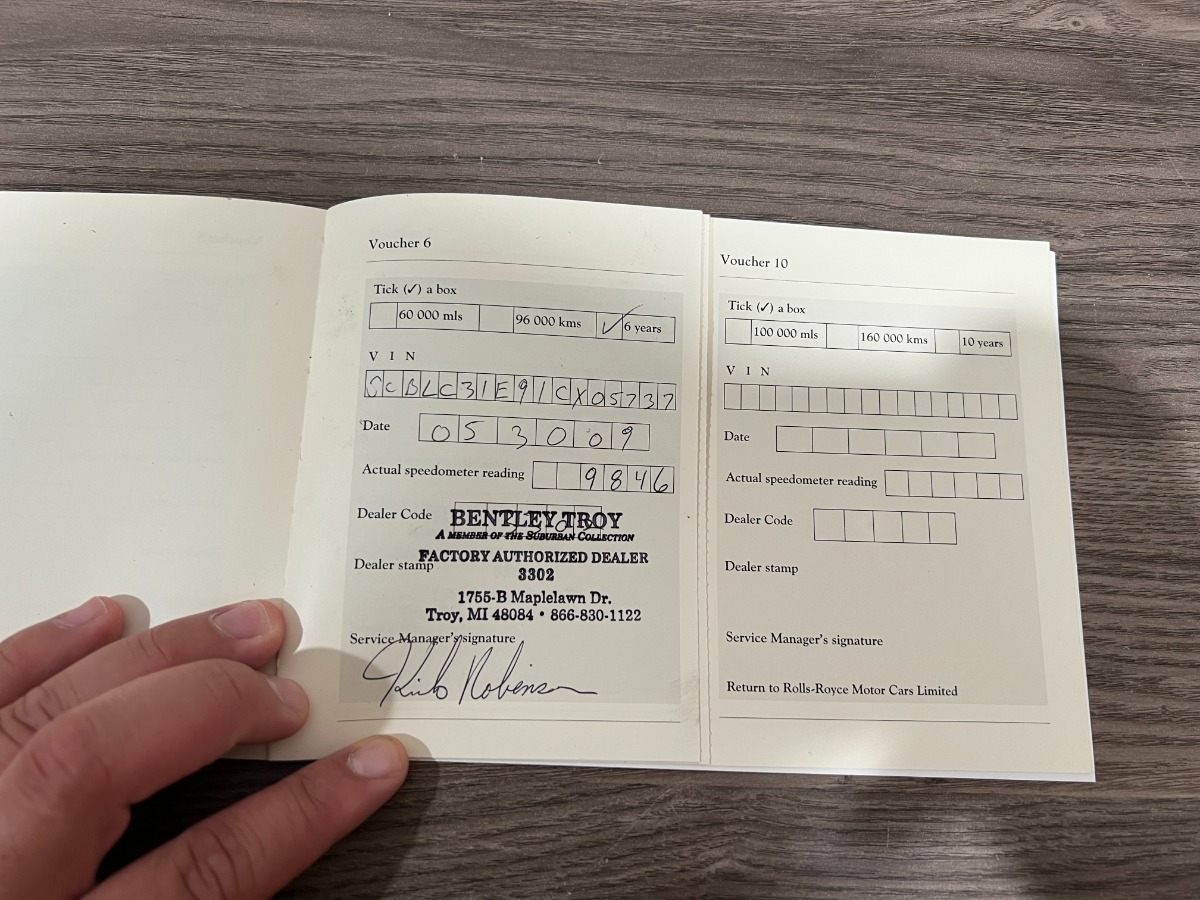 Voucher 6
Tick (✓) a box
60 000 mls 96 000 kms ✓ 6 years
V I N
SCBLC31E91CX05737
Date 053009
Actual speedometer reading 9846
Dealer Code
BENTLEY TROY
A MEMBER OF THE SUBURBAN COLLECTION
FACTORY AUTHORIZED DEALER
Dealer stamp
3302
1755-B Maplelawn Dr.
Troy, MI 48084 • 866-830-1122
Service Manager's signature
Robinson
Voucher 10
Tick (✓) a box
100 000 mls 160 000 kms 10 years
V I N
Date
Actual speedometer reading
Dealer Code
Dealer stamp
Service Manager's signature
Return to Rolls-Royce Motor Cars Limited